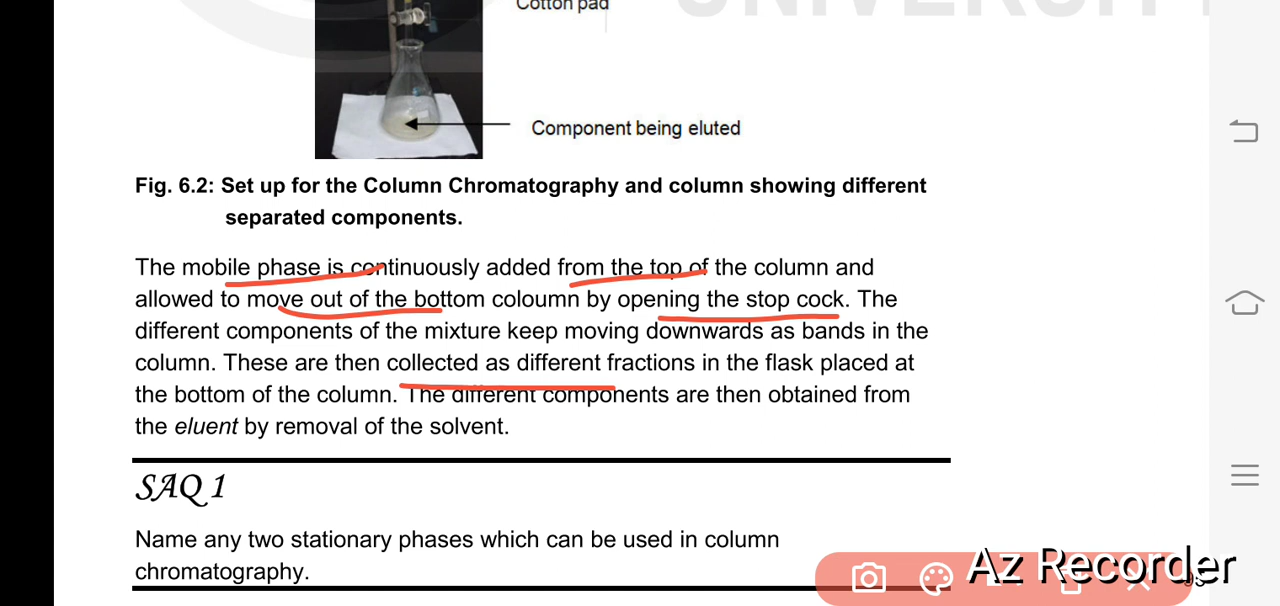 Cotton pad
UNIVERSITY
Component being eluted
Fig. 6.2: Set up for the Column Chromatography and column showing different
separated components.
The mobile phase is continuously added from the top of the column and
allowed to move out of the bottom coloumn by opening the stop cock. The
different components of the mixture keep moving downwards as bands in the
column. These are then collected as different fractions in the flask placed at
the bottom of the column. The different components are then obtained from
the eluent by removal of the solvent.
SAQ 1
Name any two stationary phases which can be used in column
chromatography.
Az Recorder